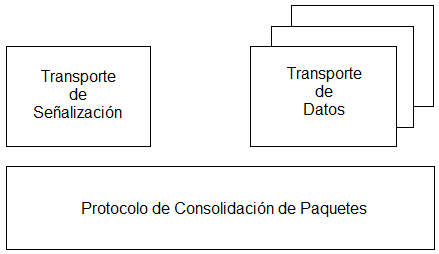 Transporte
de
Señalización
Transporte
de
Datos
Protocolo de Consolidación de Paquetes